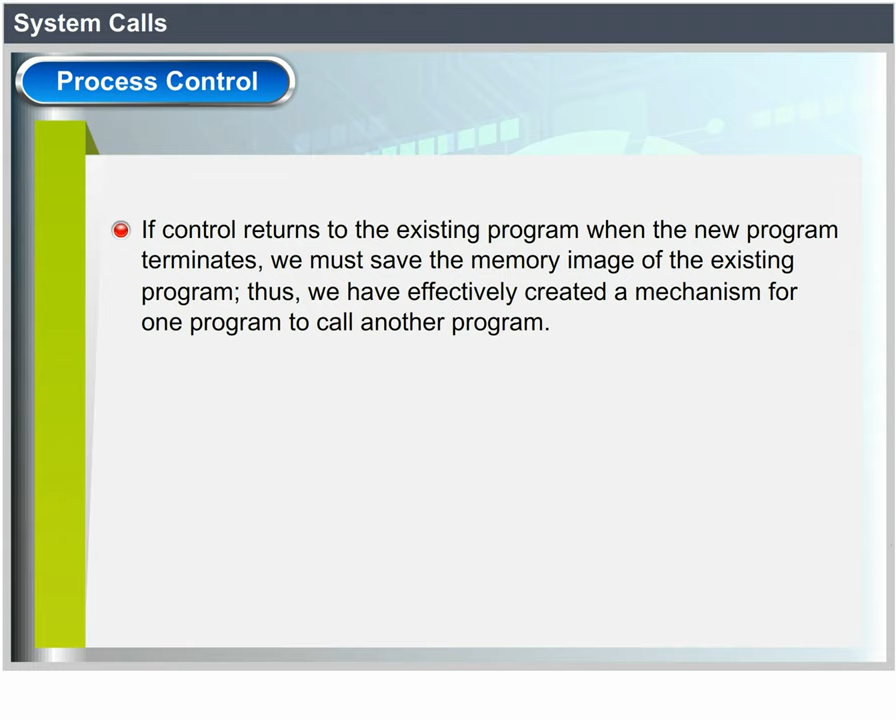 System Calls
Process Control
If control returns to the existing program when the new program
terminates, we must save the memory image of the existing
program; thus, we have effectively created a mechanism for
one program to call another program.